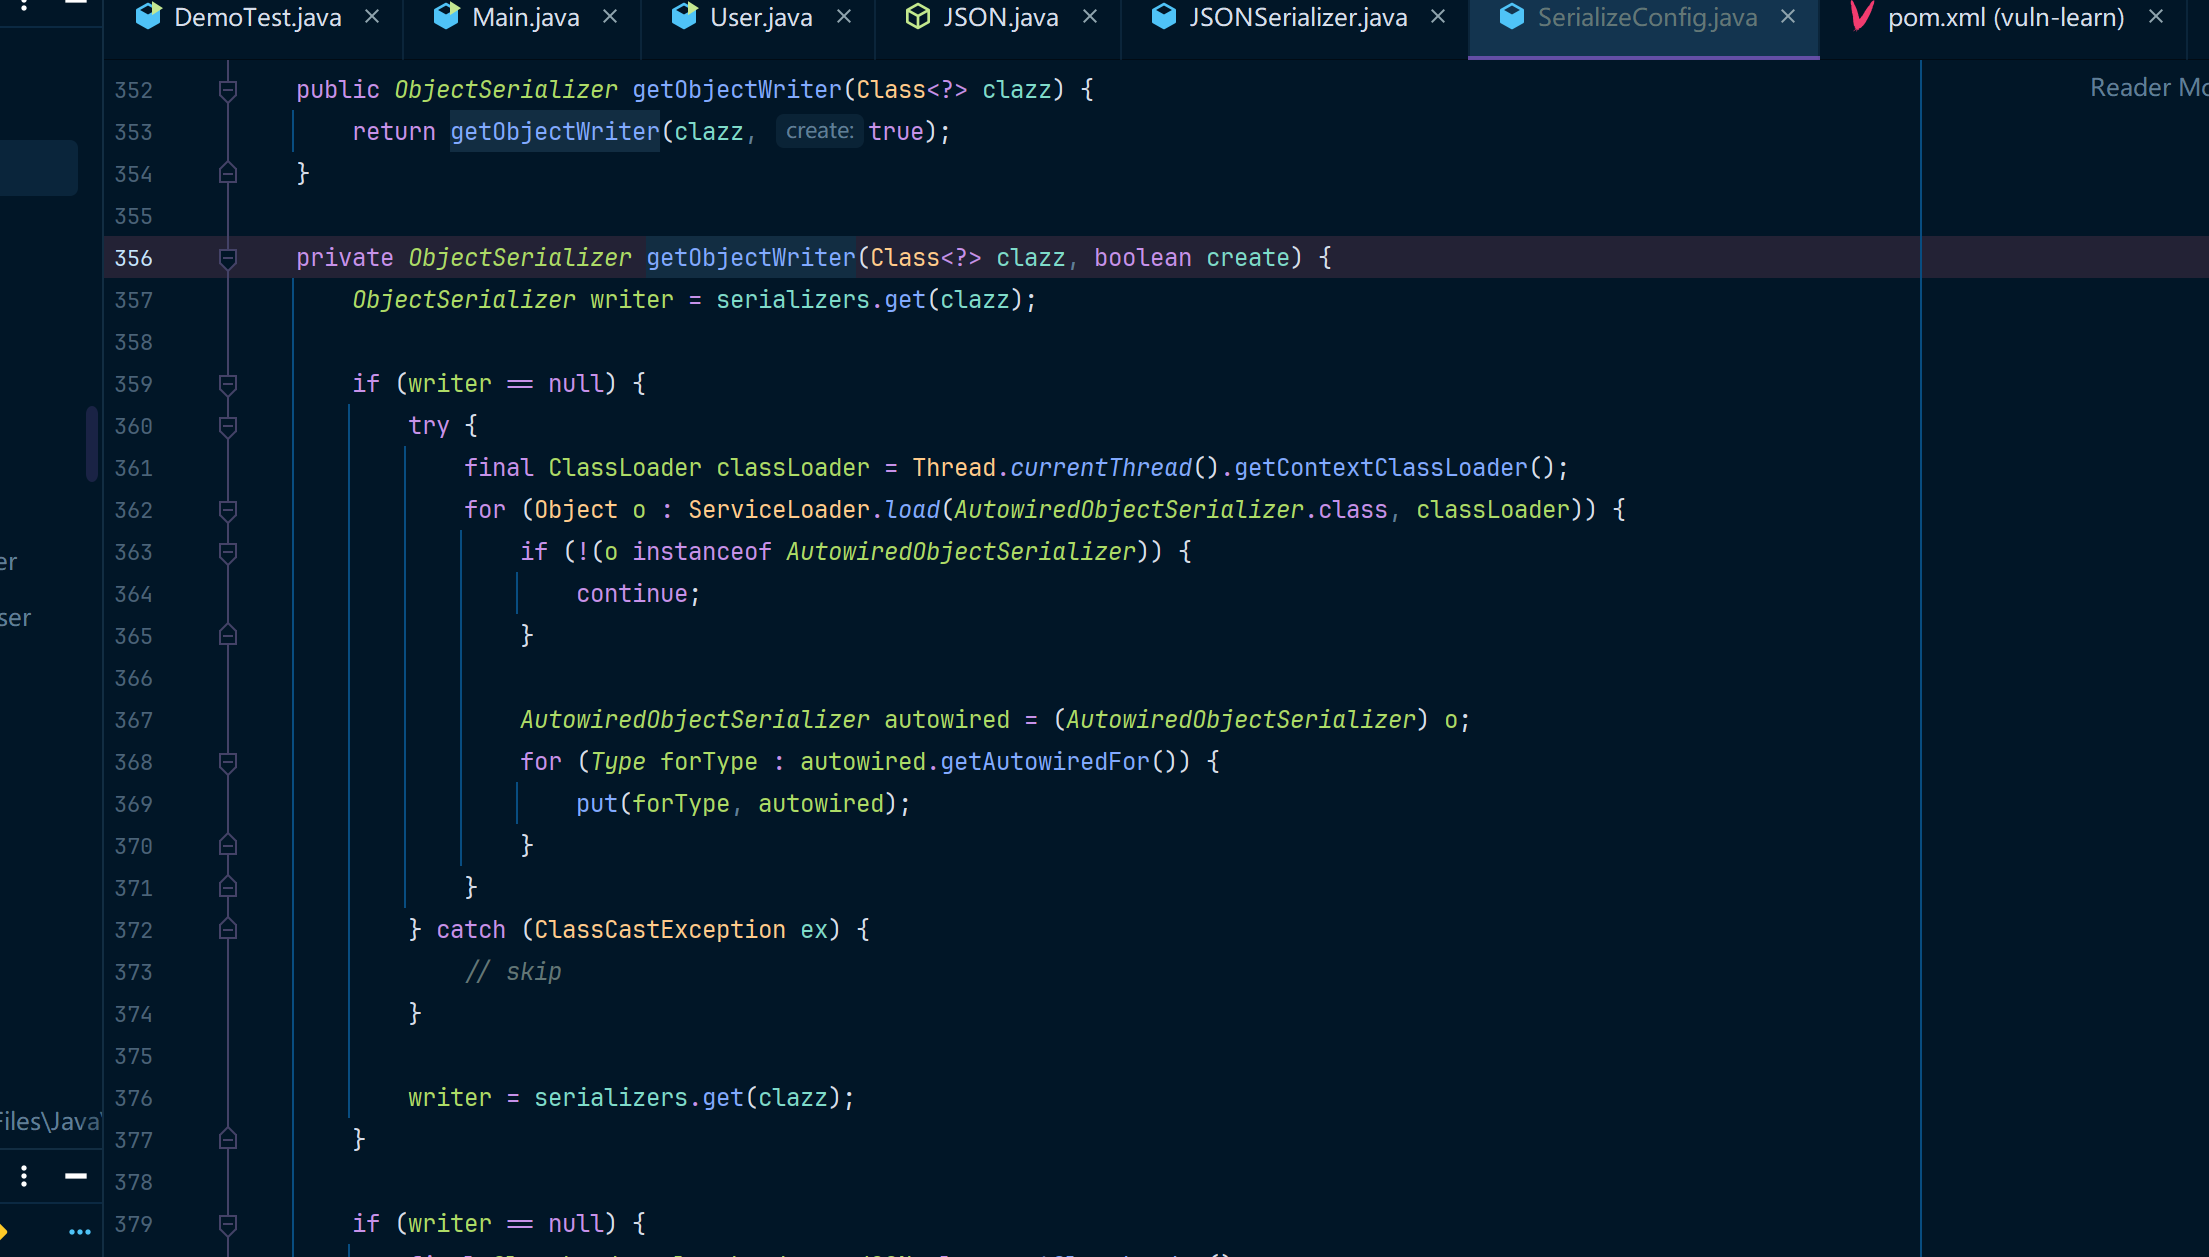 DemoTest.java Main.java User.java JSON.java JSONSerializer.java SerializeConfig.java pom.xml (vuln-learn)
Reader Mo
352 public ObjectSerializer getObjectWriter(Class<?> clazz) {
353 return getObjectWriter(clazz, create: true);
354 }
355
356 private ObjectSerializer getObjectWriter(Class<?> clazz, boolean create) {
357 ObjectSerializer writer = serializers.get(clazz);
358
359 if (writer == null) {
360 try {
361 final ClassLoader classLoader = Thread.currentThread().getContextClassLoader();
362 for (Object o : ServiceLoader.load(AutowiredObjectSerializer.class, classLoader)) {
363 if (!(o instanceof AutowiredObjectSerializer)) {
er
364 continue;
ser
365 }
366
367 AutowiredObjectSerializer autowired = (AutowiredObjectSerializer) o;
368 for (Type forType : autowired.getAutowiredFor()) {
369 put(forType, autowired);
370 }
371 }
372 } catch (ClassCastException ex) {
373 // skip
374 }
375
376 writer = serializers.get(clazz);
Files\Java\
377 }
378
379 if (writer == null) {